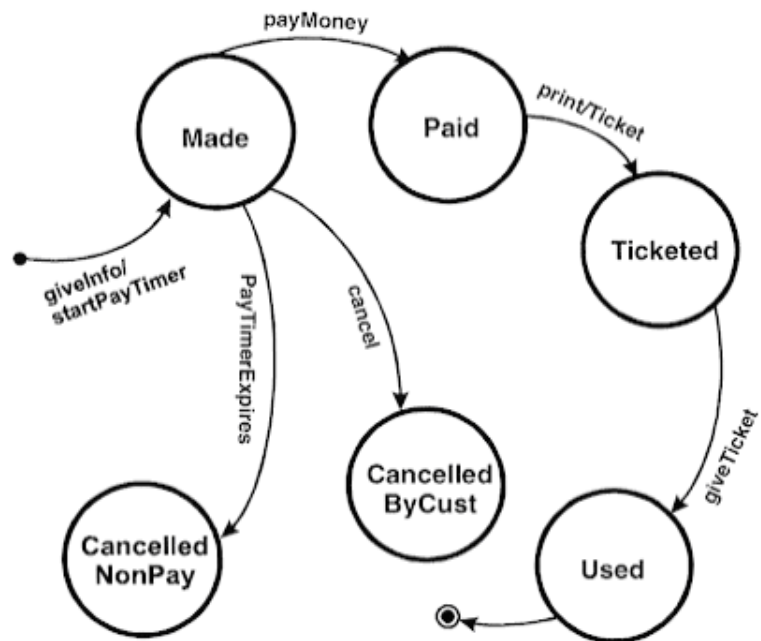 payMoney
Made
Paid
print/Ticket
Ticketed
giveInfo/
startPayTimer
PayTimerExpires
cancel
giveTicket
Cancelled
ByCust
Cancelled
NonPay
Used